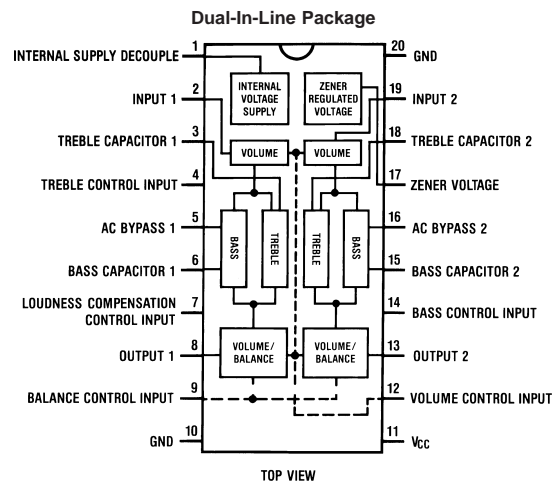 Dual-In-Line Package
1
INTERNAL SUPPLY DECOUPLE
20
GND
INTERNAL
VOLTAGE
SUPPLY
ZENER
REGULATED
VOLTAGE
2
INPUT 1
19
INPUT 2
3
TREBLE CAPACITOR 1
18
TREBLE CAPACITOR 2
VOLUME
VOLUME
4
TREBLE CONTROL INPUT
17
ZENER VOLTAGE
5
AC BYPASS 1
16
AC BYPASS 2
BASS
TREBLE
TREBLE
BASS
6
BASS CAPACITOR 1
15
BASS CAPACITOR 2
7
LOUDNESS COMPENSATION
CONTROL INPUT
14
BASS CONTROL INPUT
8
OUTPUT 1
VOLUME/
BALANCE
VOLUME/
BALANCE
13
OUTPUT 2
9
BALANCE CONTROL INPUT
12
VOLUME CONTROL INPUT
10
GND
11
VCC
TOP VIEW